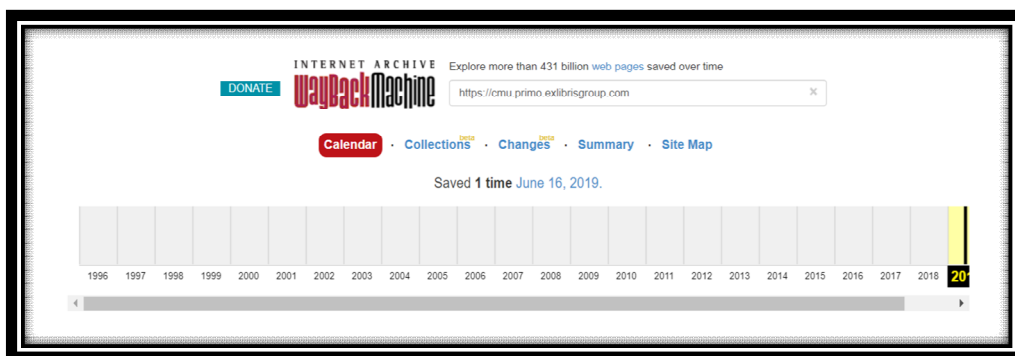 INTERNET ARCHIVE
WayBackMachine
DONATE
Explore more than 431 billion web pages saved over time
https://cmu.primo.exlibrisgroup.com ×
Calendar · Collections beta · Changes beta · Summary · Site Map
Saved 1 time June 16, 2019.
1996 1997 1998 1999 2000 2001 2002 2003 2004 2005 2006 2007 2008 2009 2010 2011 2012 2013 2014 2015 2016 2017 2018